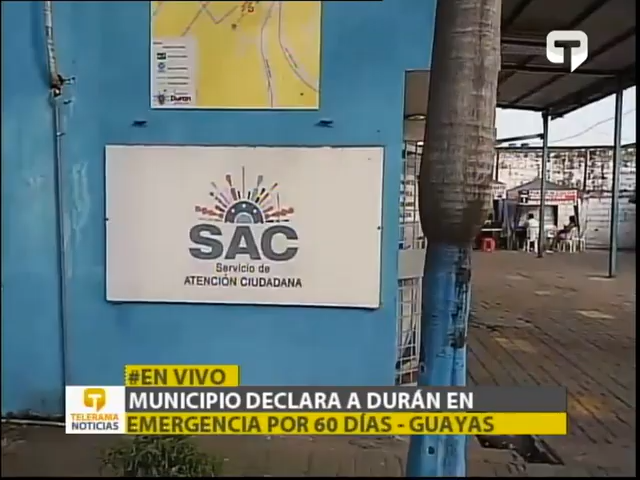 Durán
SAC
Servicio de
ATENCIÓN CIUDADANA
#EN VIVO
TELERAMA
NOTICIAS
MUNICIPIO DECLARA A DURÁN EN
EMERGENCIA POR 60 DÍAS - GUAYAS